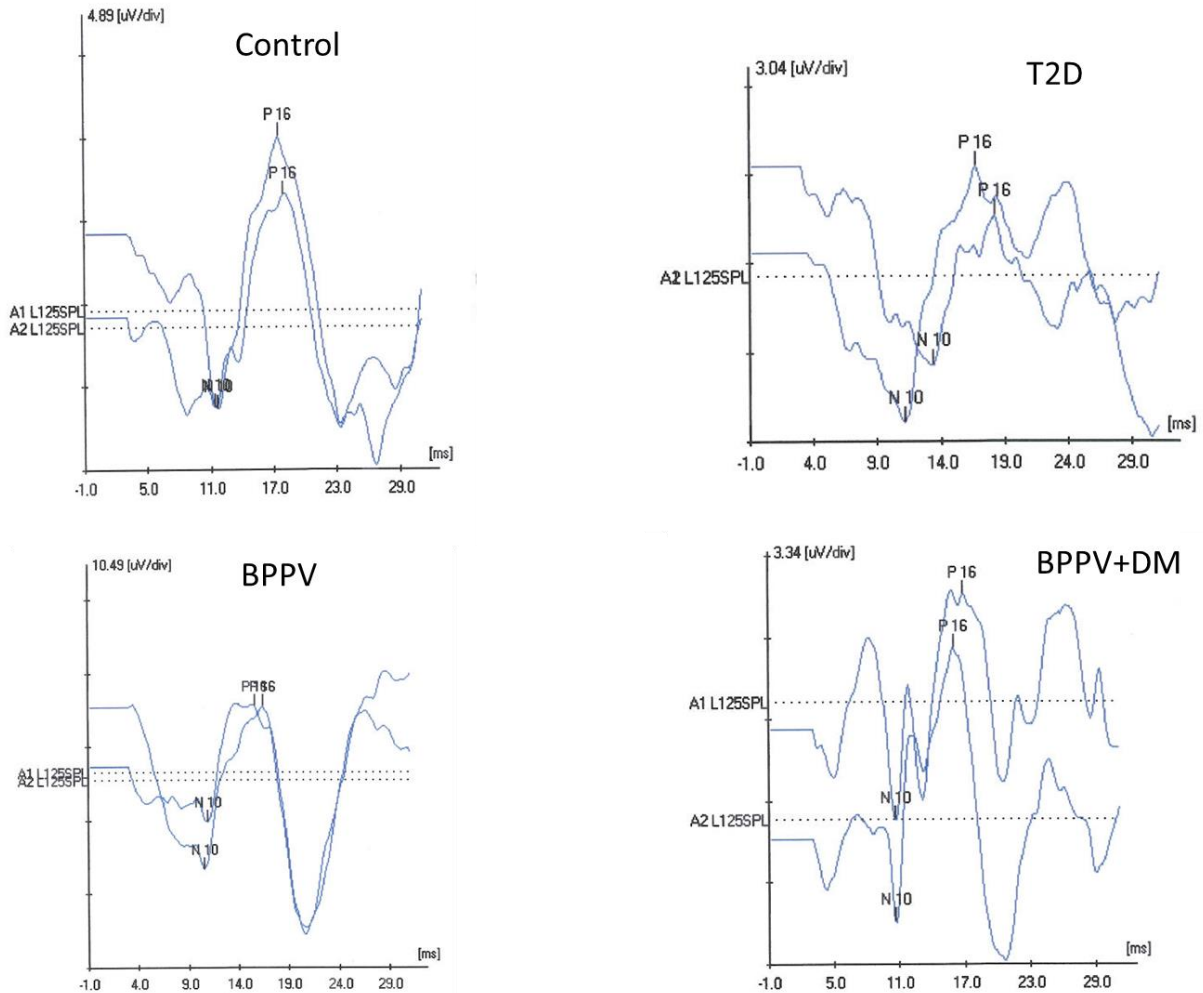 4.89 [uV/div]
Control
P 16
P 16
A1 L125SPL
A2 L125SPL
N 10
[ms]
-1.0 5.0 11.0 17.0 23.0 29.0
3.04 [uV/div]
T2D
P 16
P 16
L125SPL
N 10
N 10
[ms]
-1.0 4.0 9.0 14.0 19.0 24.0 29.0
10.49 [uV/div]
BPPV
P 16
A1 L125SPL
A2 L125SPL
N 10
N 10
[ms]
-1.0 4.0 9.0 14.0 19.0 24.0 29.0
3.34 [uV/div]
BPPV+DM
P 16
P 16
A1 L125SPL
N 10
A2 L125SPL
N 10
[ms]
-1.0 5.0 11.0 17.0 23.0 29.0